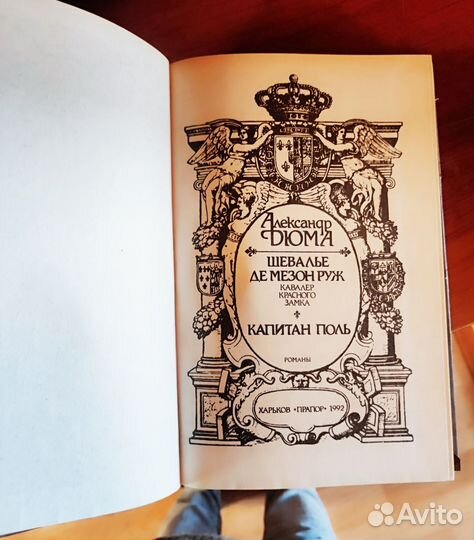 Александр
ДЮМА
ШЕВАЛЬЕ
ДЕ МЕЗОН РУЖ
КАВАЛЕР
КРАСНОГО
ЗАМКА
КАПИТАН ПОЛЬ
РОМАНЫ
ХАРЬКОВ «ПРАПОР» 1992
Avito